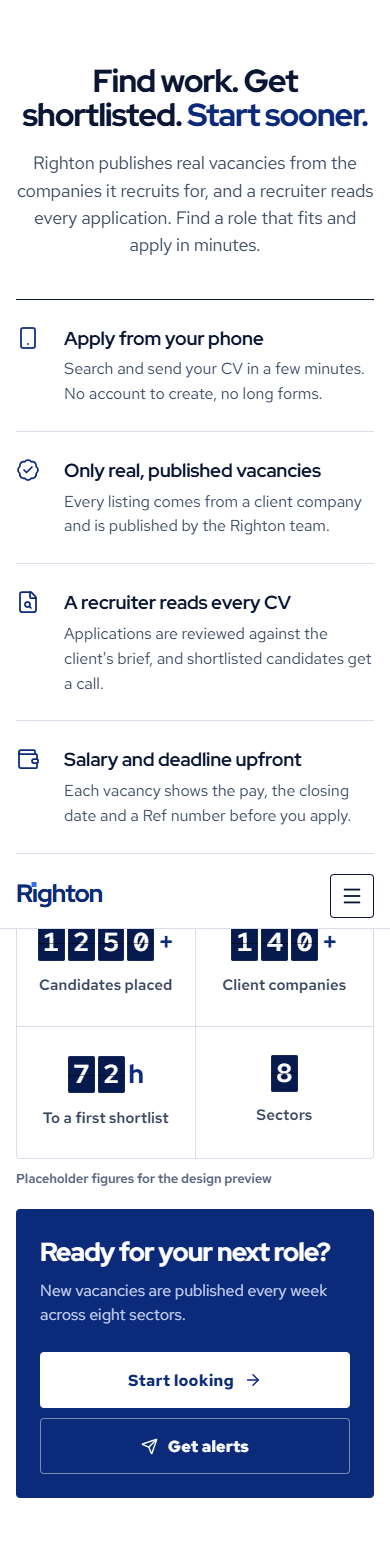 Find work. Get
shortlisted. Start sooner.
Righton publishes real vacancies from the
companies it recruits for, and a recruiter reads
every application. Find a role that fits and
apply in minutes.
Apply from your phone
Search and send your CV in a few minutes.
No account to create, no long forms.
Only real, published vacancies
Every listing comes from a client company
and is published by the Righton team.
A recruiter reads every CV
Applications are reviewed against the
client's brief, and shortlisted candidates get
a call.
Salary and deadline upfront
Each vacancy shows the pay, the closing
date and a Ref number before you apply.
Righton
1250+ 140+
Candidates placed Client companies
72h 8
To a first shortlist Sectors
Placeholder figures for the design preview
Ready for your next role?
New vacancies are published every week
across eight sectors.
Start looking
Get alerts